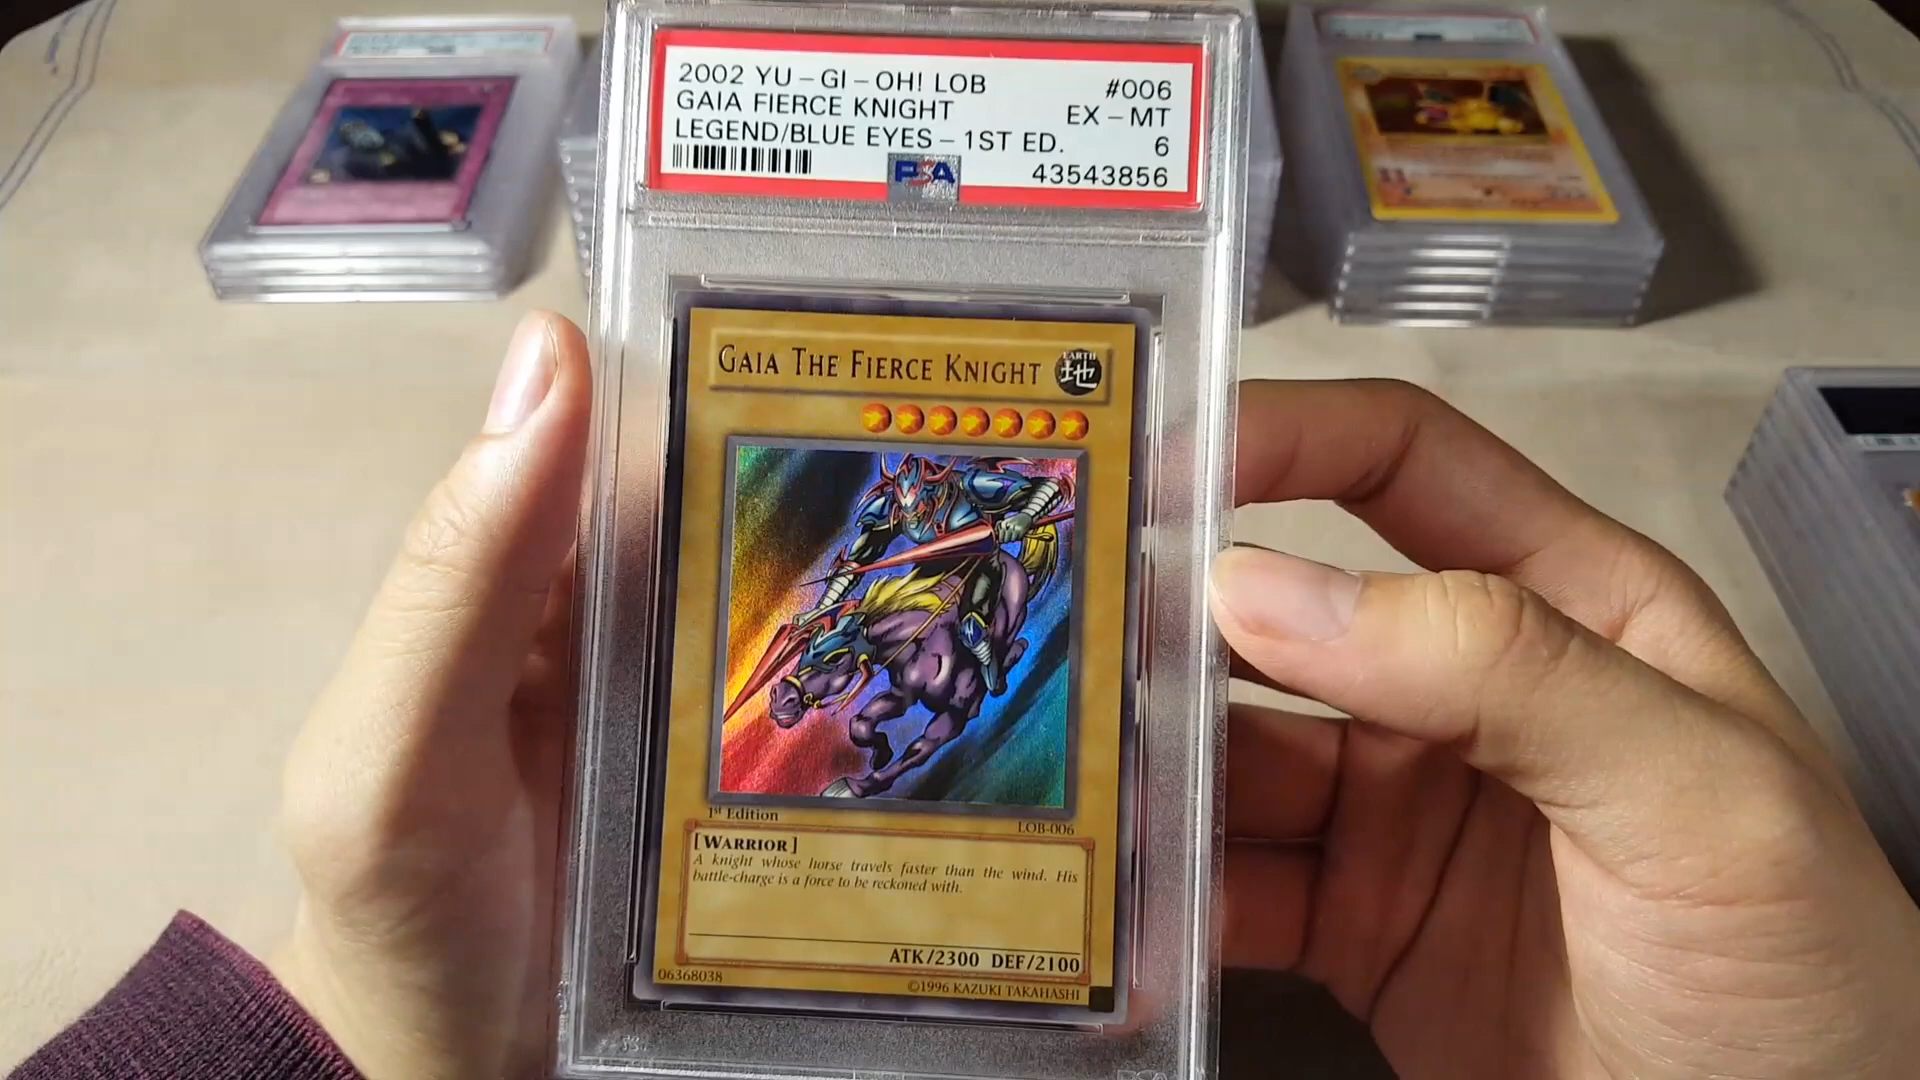 2002 YU-GI-OH! LOB #006
GAIA FIERCE KNIGHT EX-MT
LEGEND/BLUE EYES-1ST ED. 6
PSA 43543856
GAIA THE FIERCE KNIGHT EARTH 地
1st Edition LOB-006
[WARRIOR]
A knight whose horse travels faster than the wind. His
battle-charge is a force to be reckoned with.
ATK/2300 DEF/2100
06368038 ©1996 KAZUKI TAKAHASHI